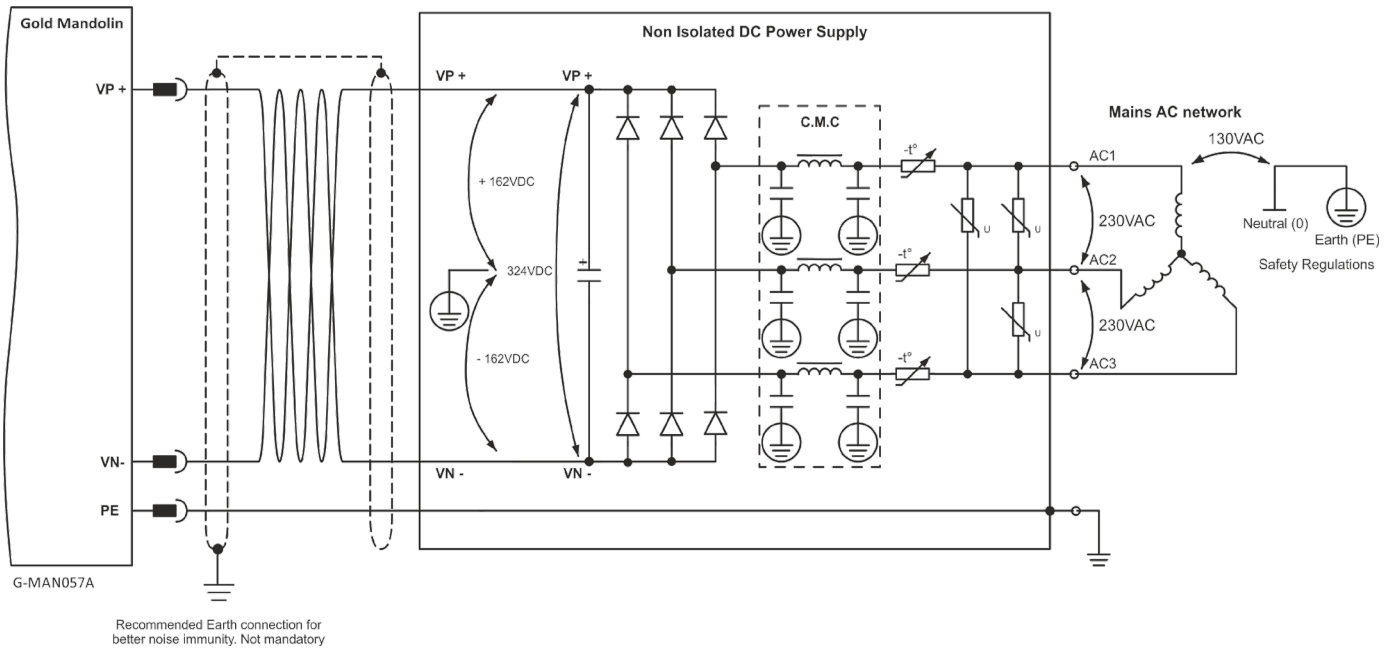 Gold Mandolin
Non Isolated DC Power Supply
VP +
VP +
VP +
C.M.C
Mains AC network
130VAC
-t°
AC1
+ 162VDC
U
U
230VAC
Neutral (0)
Earth (PE)
Safety Regulations
324VDC
+
-t°
AC2
U
230VAC
- 162VDC
-t°
AC3
VN-
VN -
VN -
PE
G-MAN057A
Recommended Earth connection for
better noise immunity. Not mandatory